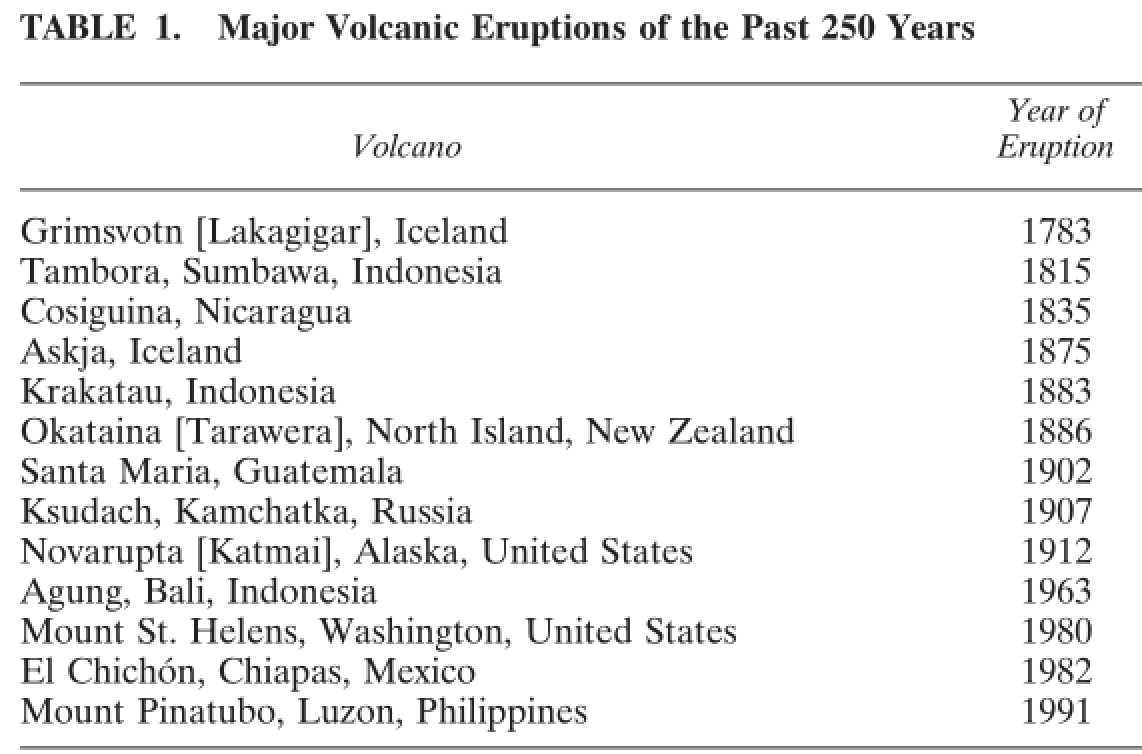 TABLE 1. Major Volcanic Eruptions of the Past 250 Years
Volcano
Year of
Eruption
Grimsvotn [Lakagigar], Iceland 1783
Tambora, Sumbawa, Indonesia 1815
Cosiguina, Nicaragua 1835
Askja, Iceland 1875
Krakatau, Indonesia 1883
Okataina [Tarawera], North Island, New Zealand 1886
Santa Maria, Guatemala 1902
Ksudach, Kamchatka, Russia 1907
Novarupta [Katmai], Alaska, United States 1912
Agung, Bali, Indonesia 1963
Mount St. Helens, Washington, United States 1980
El Chichón, Chiapas, Mexico 1982
Mount Pinatubo, Luzon, Philippines 1991